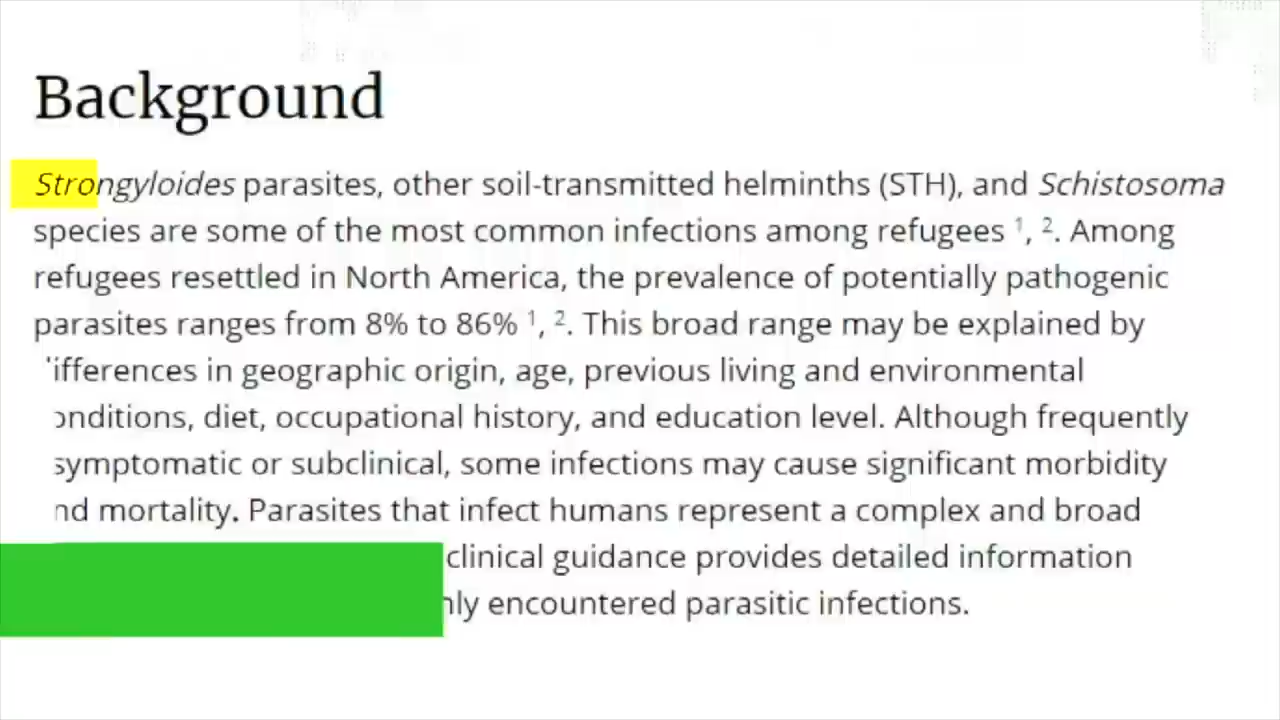 Background
Strongyloides parasites, other soil-transmitted helminths (STH), and Schistosoma
species are some of the most common infections among refugees ¹, ². Among
refugees resettled in North America, the prevalence of potentially pathogenic
parasites ranges from 8% to 86% ¹, ². This broad range may be explained by
ifferences in geographic origin, age, previous living and environmental
onditions, diet, occupational history, and education level. Although frequently
symptomatic or subclinical, some infections may cause significant morbidity
nd mortality. Parasites that infect humans represent a complex and broad
clinical guidance provides detailed information
nly encountered parasitic infections.